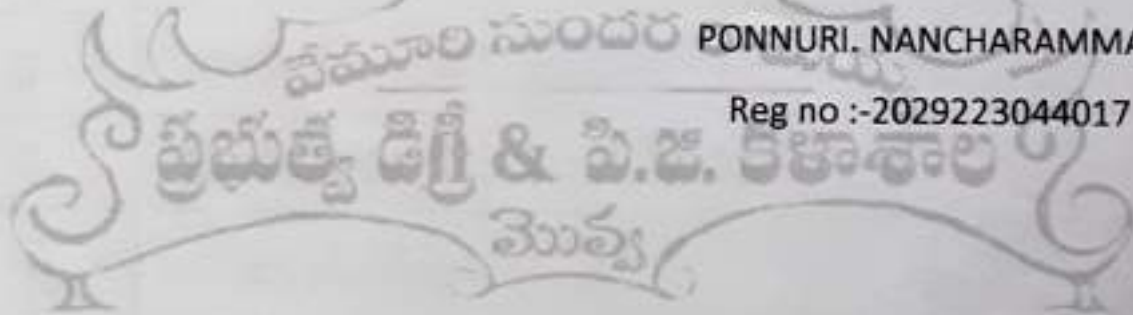 వేమూరి సుందర
PONNURI. NANCHARAMMA
Reg no :-2029223044017
ప్రభుత్వ డిగ్రీ & పి.జి. కళాశాల
మొవ్వ